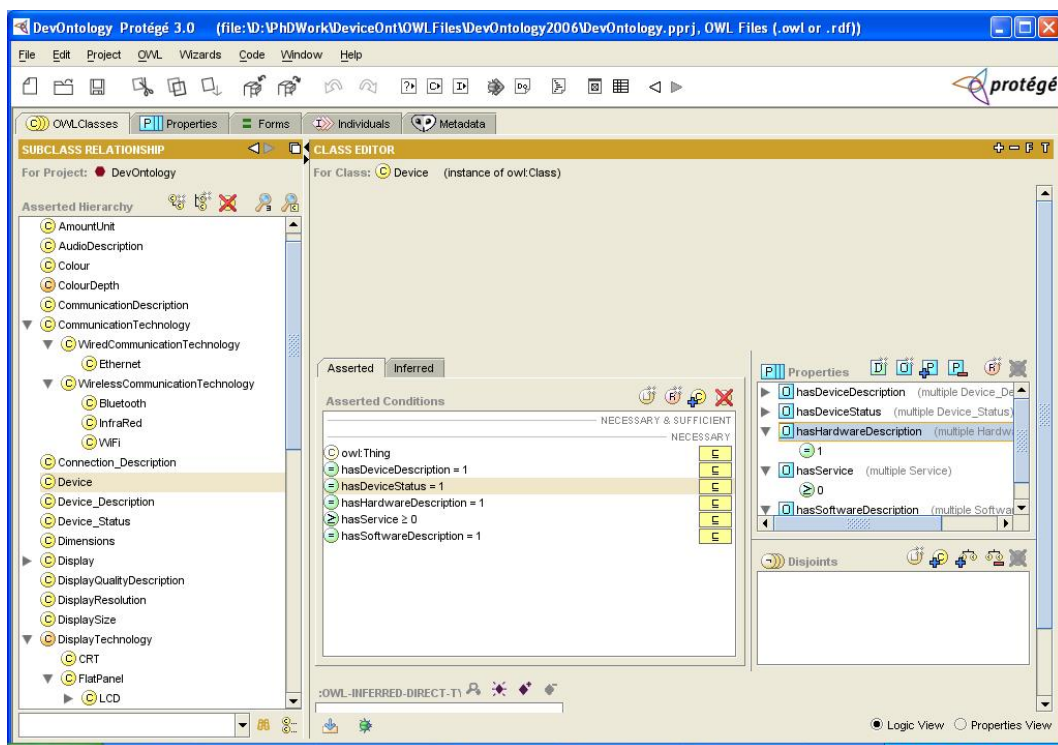 DevOntology Protégé 3.0 (file:\D:\PhDWork\DeviceOnt\OWLFiles\DevOntology2006\DevOntology.pprj, OWL Files (.owl or .rdf))
File Edit Project OWL Wizards Code Window Help
protégé
OWLClasses Properties Forms Individuals Metadata
SUBCLASS RELATIONSHIP
For Project: DevOntology
Asserted Hierarchy
AmountUnit
AudioDescription
Colour
ColourDepth
CommunicationDescription
CommunicationTechnology
WiredCommunicationTechnology
Ethernet
WirelessCommunicationTechnology
Bluetooth
InfraRed
WiFi
Connection_Description
Device
Device_Description
Device_Status
Dimensions
Display
DisplayQualityDescription
DisplayResolution
DisplaySize
DisplayTechnology
CRT
FlatPanel
LCD
CLASS EDITOR
For Class: Device (instance of owl:Class)
Asserted Inferred
Asserted Conditions
NECESSARY & SUFFICIENT
NECESSARY
owl:Thing
hasDeviceDescription = 1
hasDeviceStatus = 1
hasHardwareDescription = 1
hasService ≥ 0
hasSoftwareDescription = 1
:OWL-INFERRED-DIRECT-TY
Properties
hasDeviceDescription (multiple Device_De
hasDeviceStatus (multiple Device_Status)
hasHardwareDescription (multiple Hardwa
= 1
hasService (multiple Service)
≥ 0
hasSoftwareDescription (multiple Softwa
Disjoints
Logic View Properties View